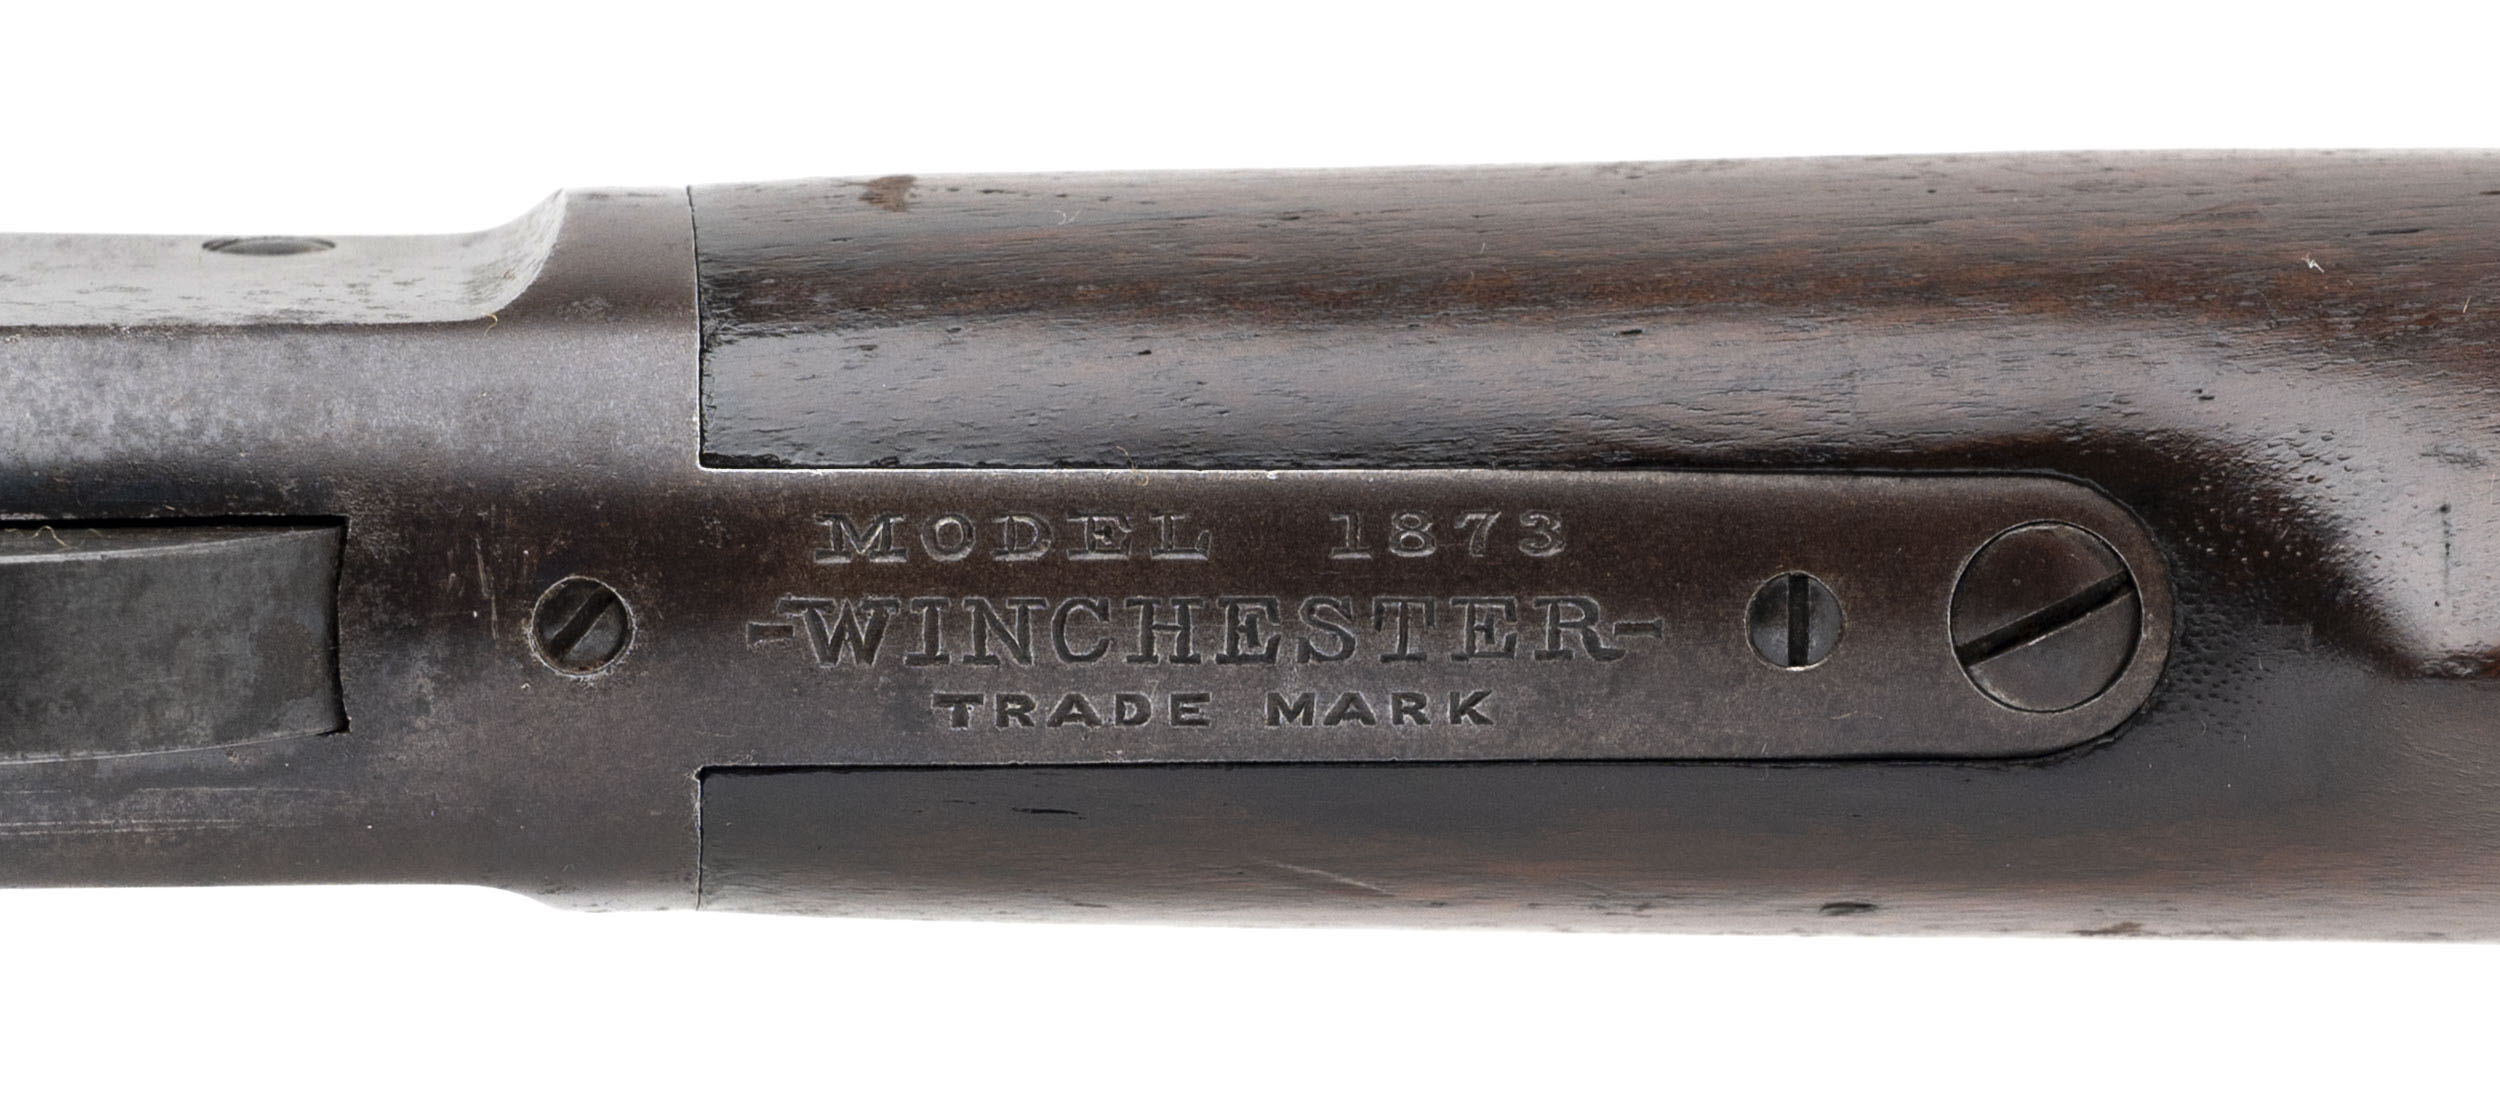 MODEL 1873
-WINCHESTER-
TRADE MARK